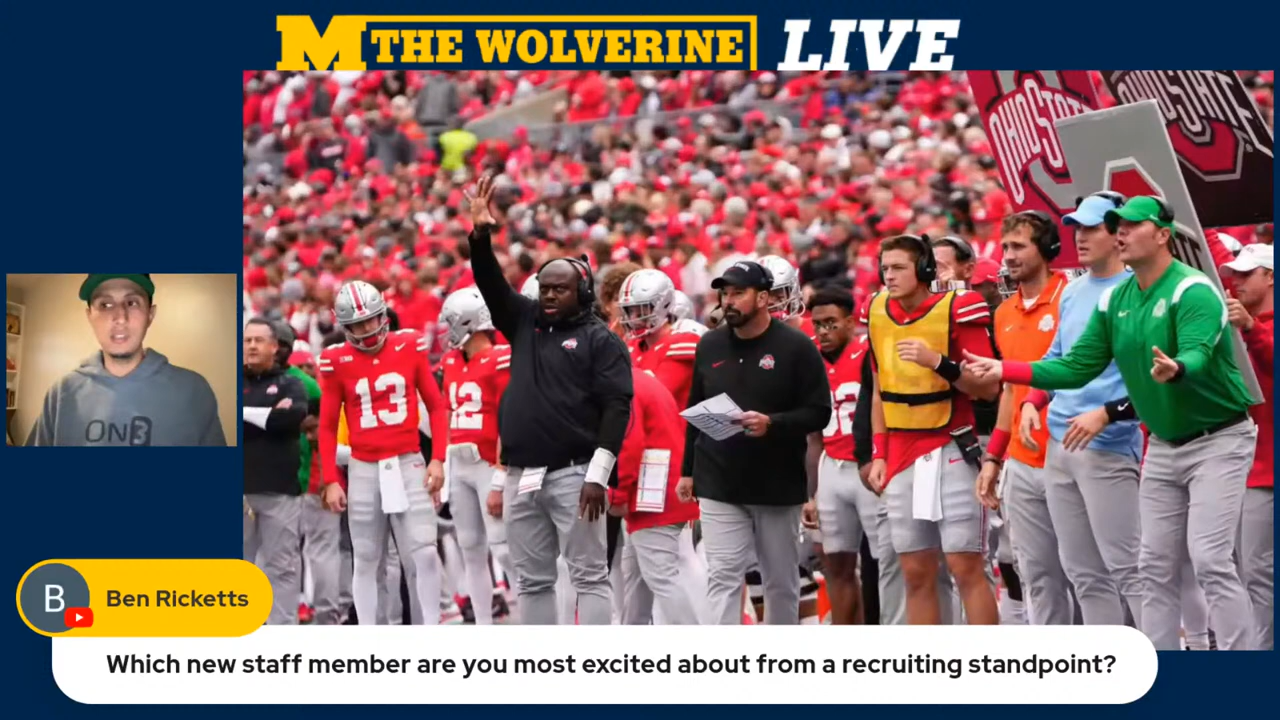 M THE WOLVERINE LIVE
OHIO STATE
OHIO STATE
13
12
ON3
B Ben Ricketts
Which new staff member are you most excited about from a recruiting standpoint?